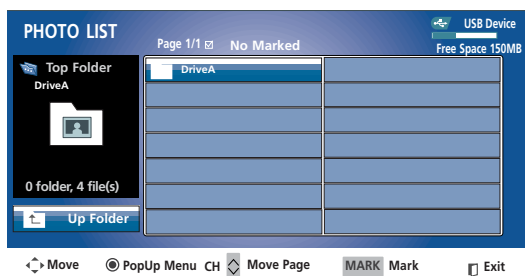 PHOTO LIST
Page 1/1 No Marked
USB Device
Free Space 150MB
Top Folder
DriveA
DriveA
0 folder, 4 file(s)
Up Folder
Move PopUp Menu CH Move Page MARK Mark Exit